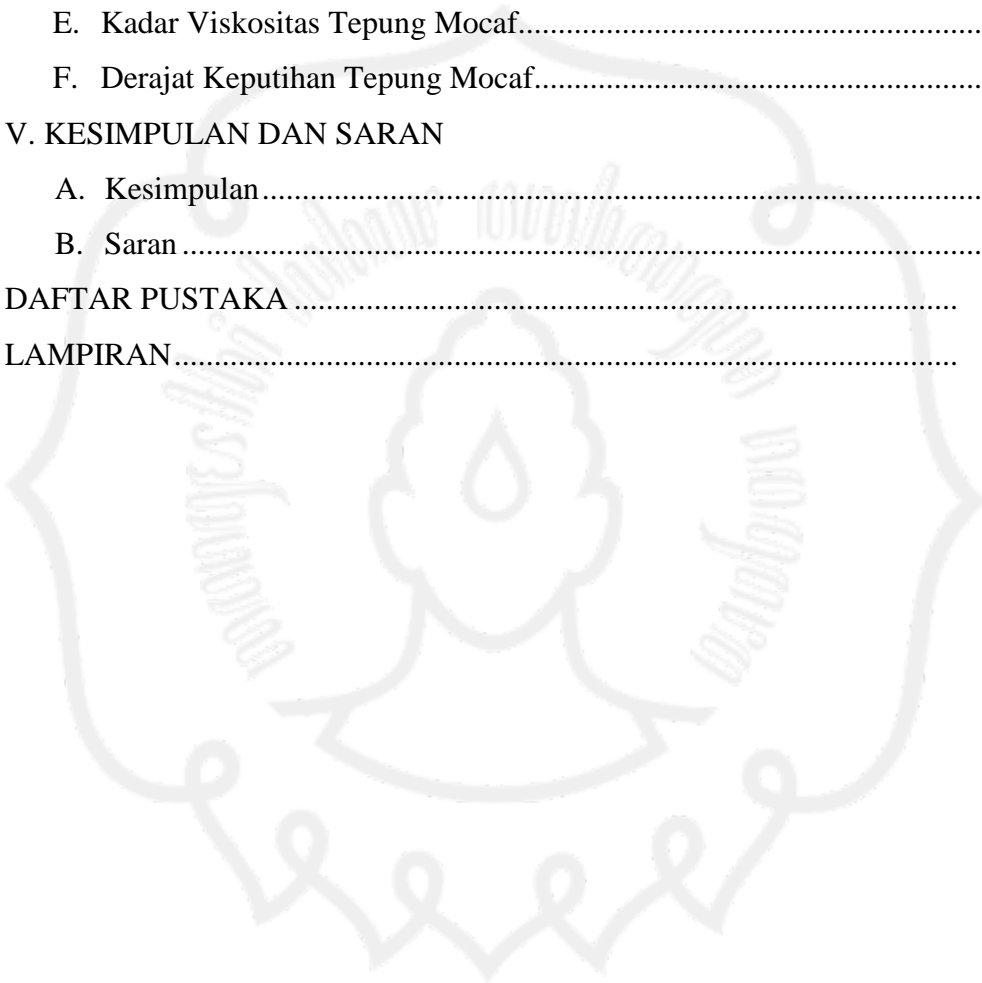 E. Kadar Viskositas Tepung Mocaf..........................................................
F. Derajat Keputihan Tepung Mocaf........................................................
V. KESIMPULAN DAN SARAN
A. Kesimpulan..........................................................................................
B. Saran....................................................................................................
DAFTAR PUSTAKA...................................................................................
LAMPIRAN..................................................................................................